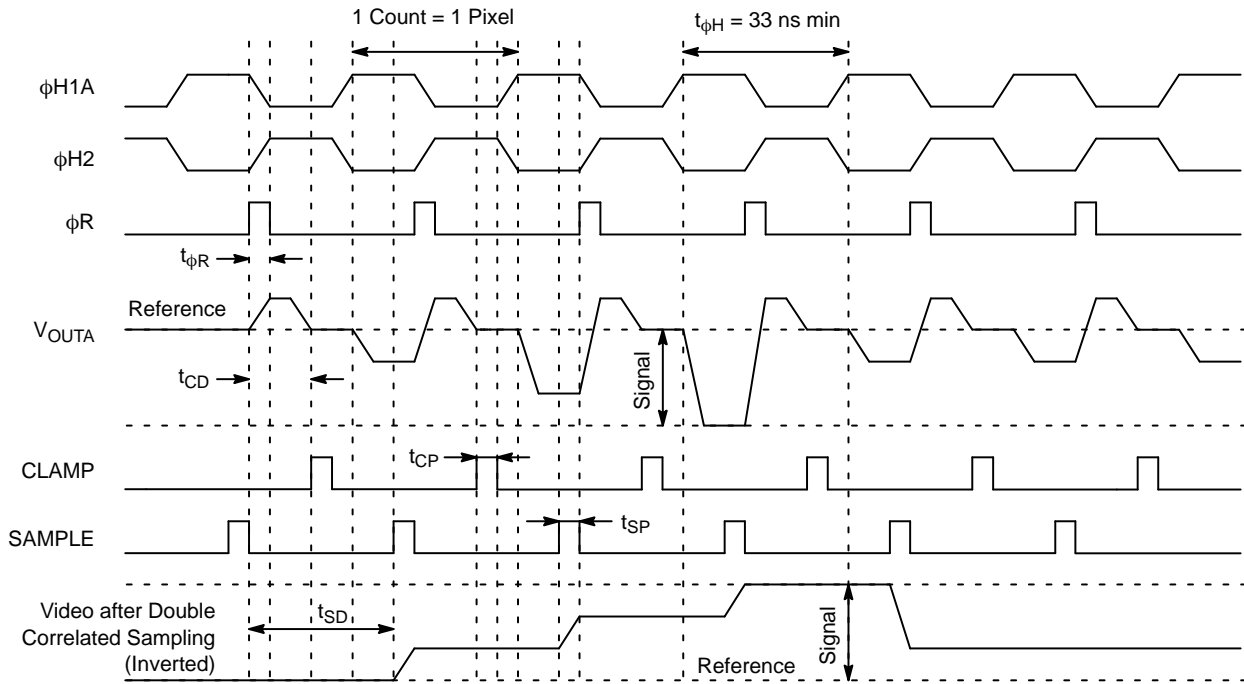 1 Count = 1 Pixel
tϕH = 33 ns min
ϕH1A
ϕH2
ϕR
tϕR
Reference
VOUTA
tCD
Signal
tCP
CLAMP
tSP
SAMPLE
Video after Double
Correlated Sampling
(Inverted)
tSD
Reference
Signal